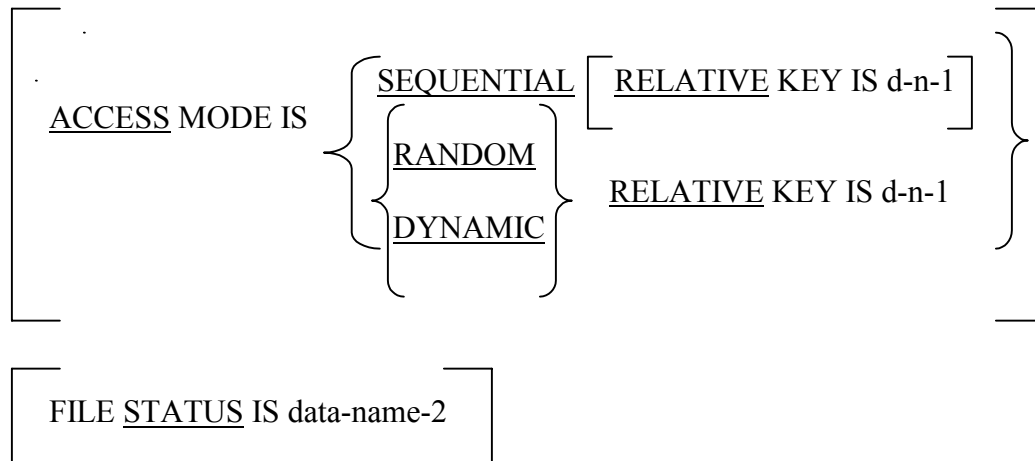 SEQUENTIAL RELATIVE KEY IS d-n-1
ACCESS MODE IS
RANDOM
RELATIVE KEY IS d-n-1
DYNAMIC
FILE STATUS IS data-name-2